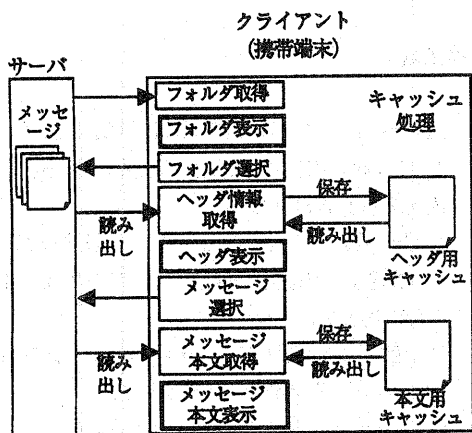 クライアント
(携帯端末)
サーバ
メッセ
ージ
フォルダ取得
キャッシュ
処理
フォルダ表示
フォルダ選択
ヘッダ情報
取得
保存
読み出し
読み
出し
ヘッダ用
キャッシュ
ヘッダ表示
メッセージ
選択
メッセージ
本文取得
保存
読み出し
読み
出し
本文用
キャッシュ
メッセージ
本文表示